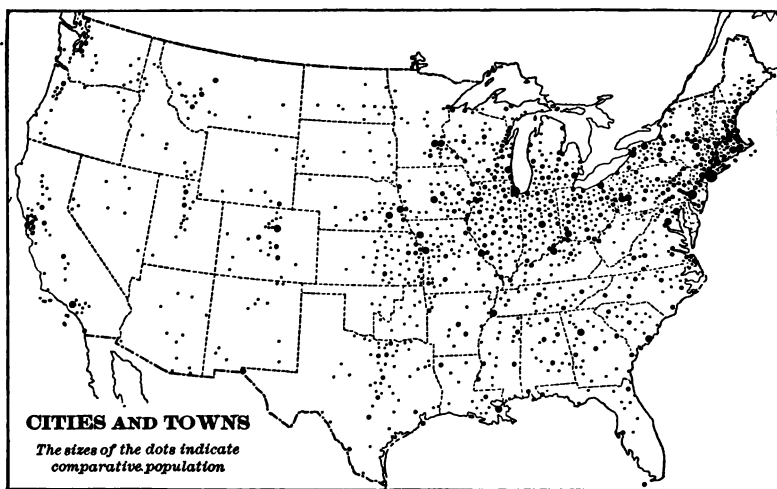 CITIES AND TOWNS
The sizes of the dots indicate
comparative population